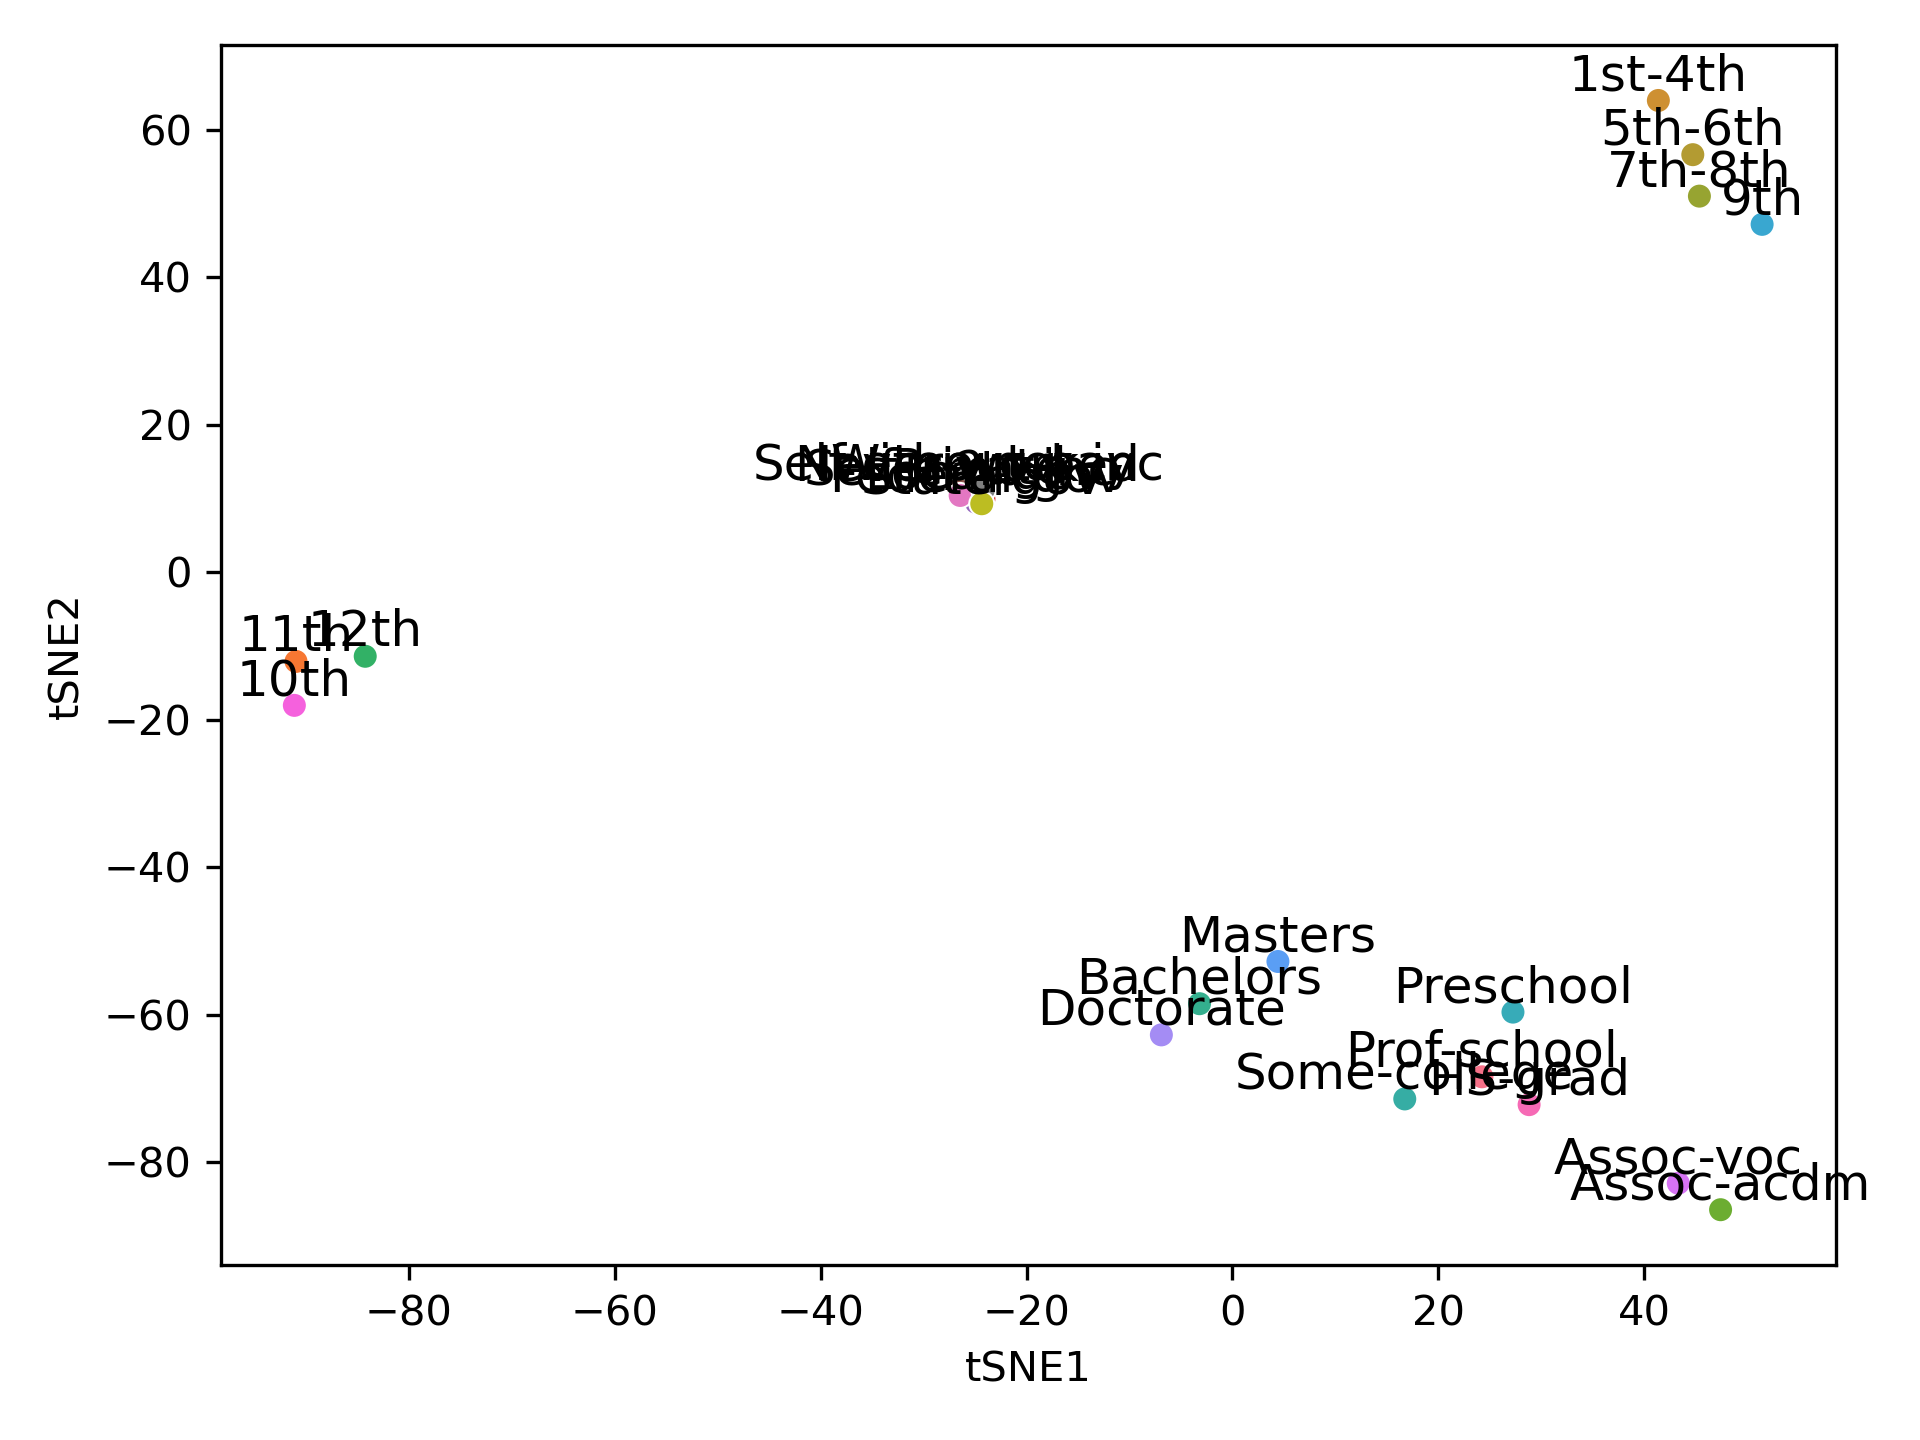 1st-4th
60
5th-6th
7th-8th
9th
40
20
0
12th
11th
10th
tSNE2
−20
−40
Masters
Bachelors
Preschool
Doctorate
−60
Prof-school
Some-college
HS-grad
−80
Assoc-voc
Assoc-acdm
−80 −60 −40 −20 0 20 40
tSNE1